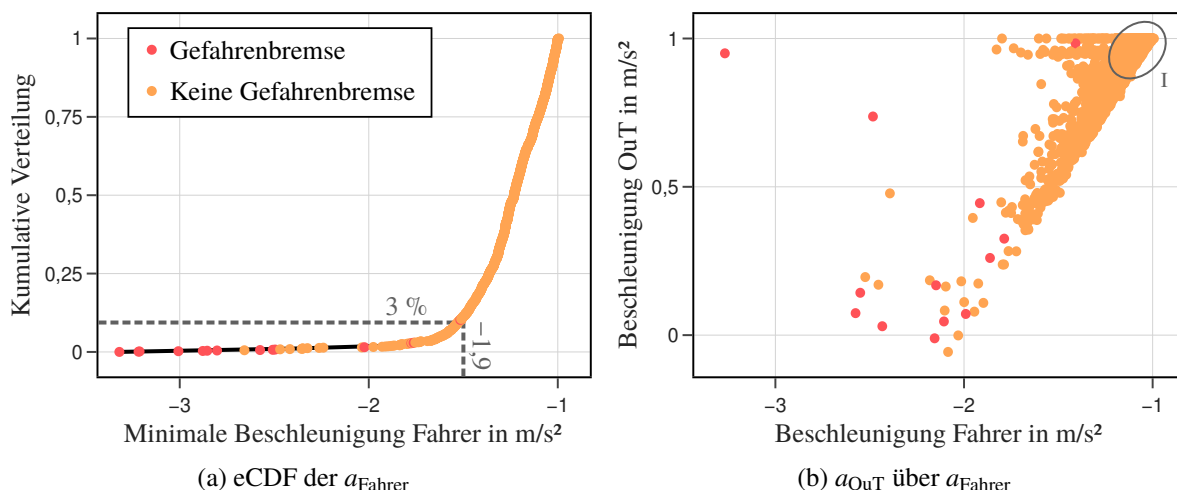 1
0,75
0,5
0,25
0
Kumulative Verteilung
Gefahrenbremse
Keine Gefahrenbremse
3 %
−1,9
−3
−2
−1
Minimale Beschleunigung Fahrer in m/s²
(a) eCDF der aFahrer
1
0,5
0
Beschleunigung OuT in m/s²
I
−3
−2
−1
Beschleunigung Fahrer in m/s²
(b) aOuT über aFahrer